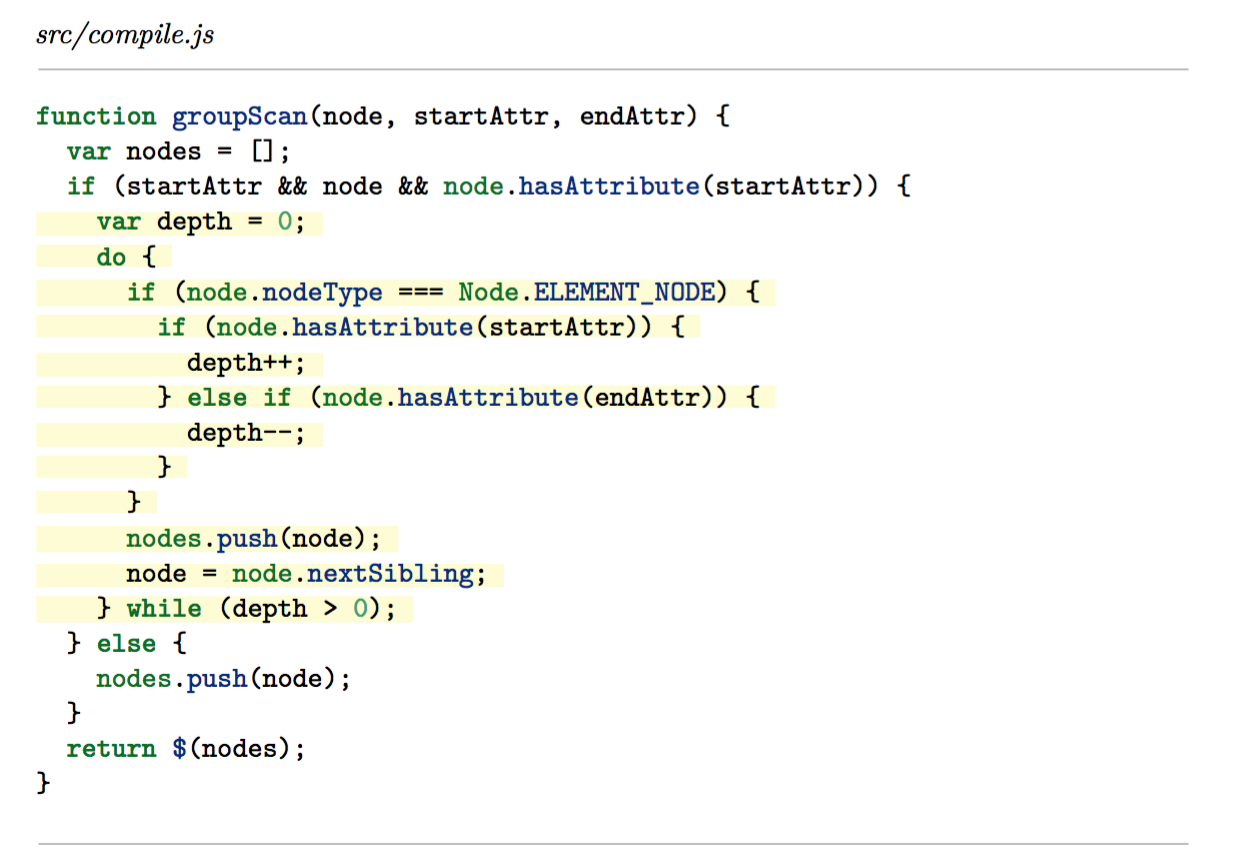 src/compile.js
function groupScan(node, startAttr, endAttr) {
  var nodes = [];
  if (startAttr && node && node.hasAttribute(startAttr)) {
    var depth = 0;
    do {
      if (node.nodeType === Node.ELEMENT_NODE) {
        if (node.hasAttribute(startAttr)) {
          depth++;
        } else if (node.hasAttribute(endAttr)) {
          depth--;
        }
      }
      nodes.push(node);
      node = node.nextSibling;
    } while (depth > 0);
  } else {
    nodes.push(node);
  }
  return $(nodes);
}